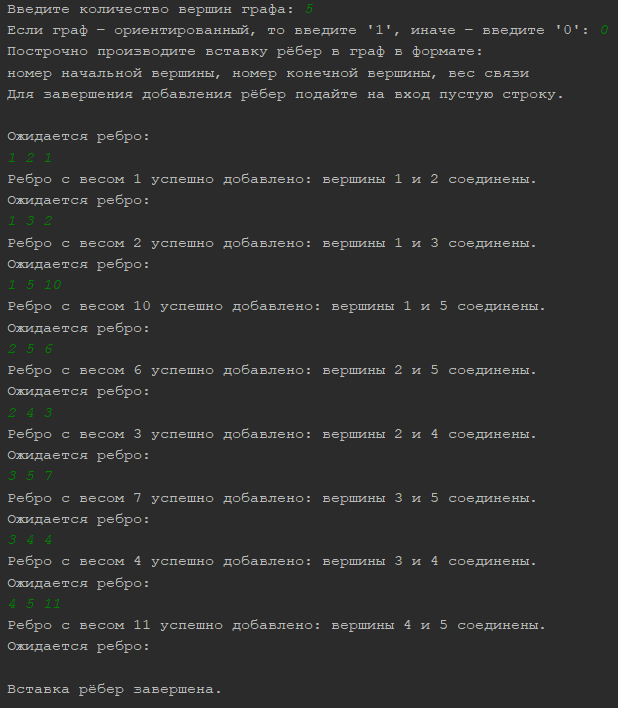 Введите количество вершин графа: 5
Если граф – ориентированный, то введите '1', иначе – введите '0': 0
Построчно производите вставку рёбер в граф в формате:
номер начальной вершины, номер конечной вершины, вес связи
Для завершения добавления рёбер подайте на вход пустую строку.
Ожидается ребро:
1 2 1
Ребро с весом 1 успешно добавлено: вершины 1 и 2 соединены.
Ожидается ребро:
1 3 2
Ребро с весом 2 успешно добавлено: вершины 1 и 3 соединены.
Ожидается ребро:
1 5 10
Ребро с весом 10 успешно добавлено: вершины 1 и 5 соединены.
Ожидается ребро:
2 5 6
Ребро с весом 6 успешно добавлено: вершины 2 и 5 соединены.
Ожидается ребро:
2 4 3
Ребро с весом 3 успешно добавлено: вершины 2 и 4 соединены.
Ожидается ребро:
3 5 7
Ребро с весом 7 успешно добавлено: вершины 3 и 5 соединены.
Ожидается ребро:
3 4 4
Ребро с весом 4 успешно добавлено: вершины 3 и 4 соединены.
Ожидается ребро:
4 5 11
Ребро с весом 11 успешно добавлено: вершины 4 и 5 соединены.
Ожидается ребро:
Вставка рёбер завершена.